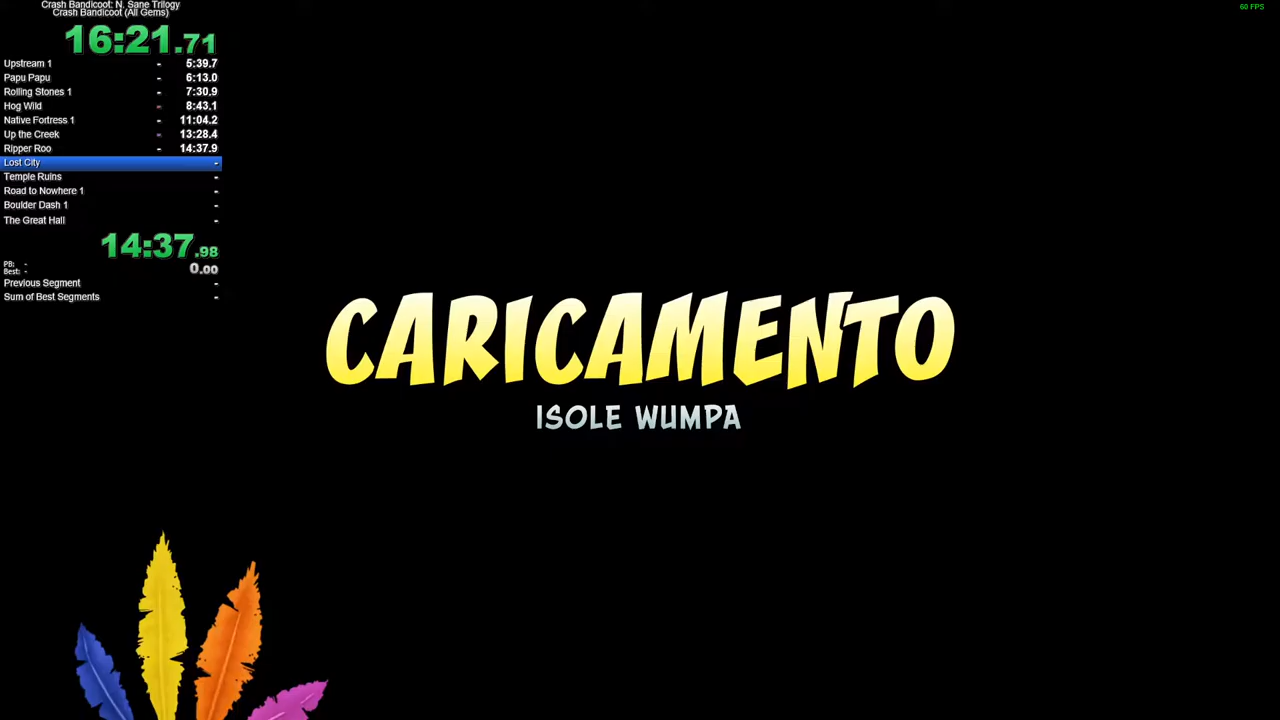 Crash Bandicoot: N. Sane Trilogy
Crash Bandicoot (All Gems)
16:21.71
Upstream 1 - 5:39.7
Papu Papu - 6:13.0
Rolling Stones 1 - 7:30.9
Hog Wild - 8:43.1
Native Fortress 1 - 11:04.2
Up the Creek - 13:28.4
Ripper Roo - 14:37.9
Lost City -
Temple Ruins -
Road to Nowhere 1 -
Boulder Dash 1 -
The Great Hall -
14:37.98
PB: -
Best: - 0.00
Previous Segment -
Sum of Best Segments -
60 FPS
CARICAMENTO
ISOLE WUMPA